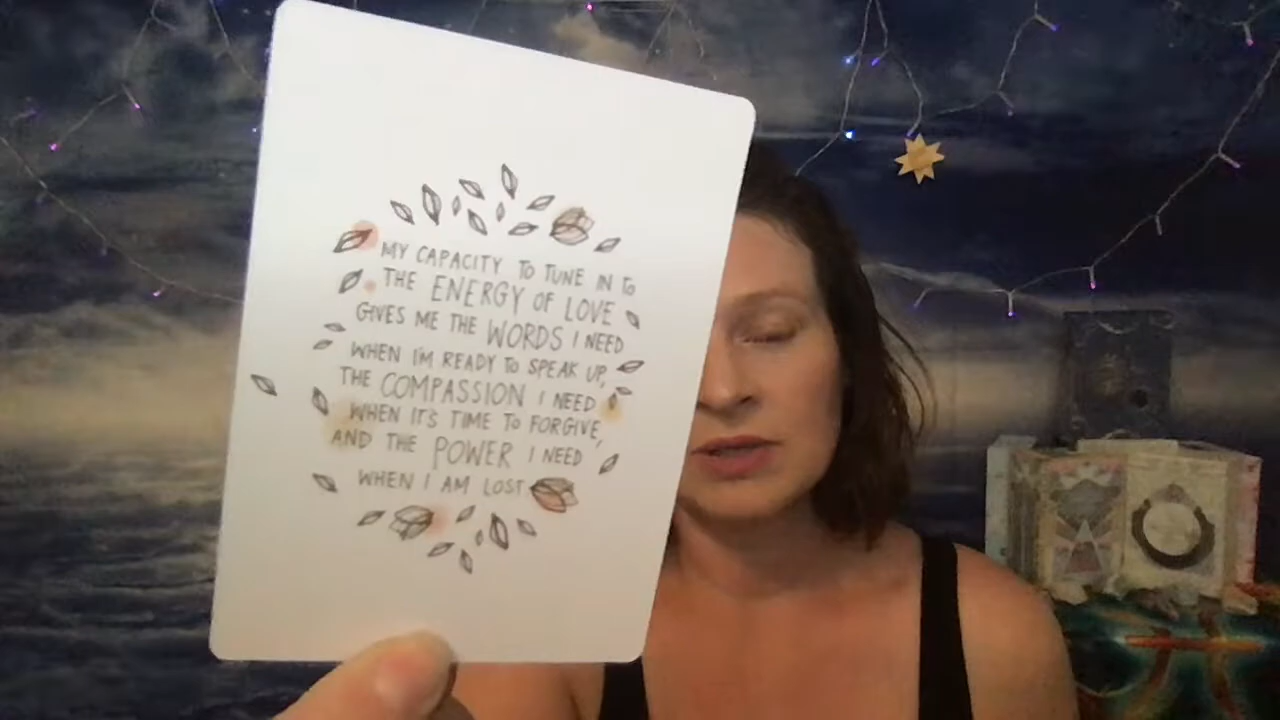 MY CAPACITY TO TUNE IN TO
THE ENERGY OF LOVE
GIVES ME THE WORDS I NEED
WHEN I'M READY TO SPEAK UP,
THE COMPASSION I NEED
WHEN IT'S TIME TO FORGIVE,
AND THE POWER I NEED
WHEN I AM LOST